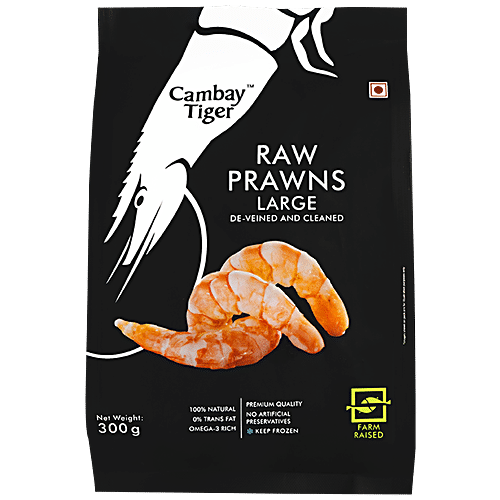 Cambay™
Tiger
RAW
PRAWNS
LARGE
DE-VEINED AND CLEANED
Net Weight:
300 g
100% NATURAL
0% TRANS FAT
OMEGA-3 RICH
PREMIUM QUALITY
NO ARTIFICIAL
PRESERVATIVES
KEEP FROZEN
FARM
RAISED